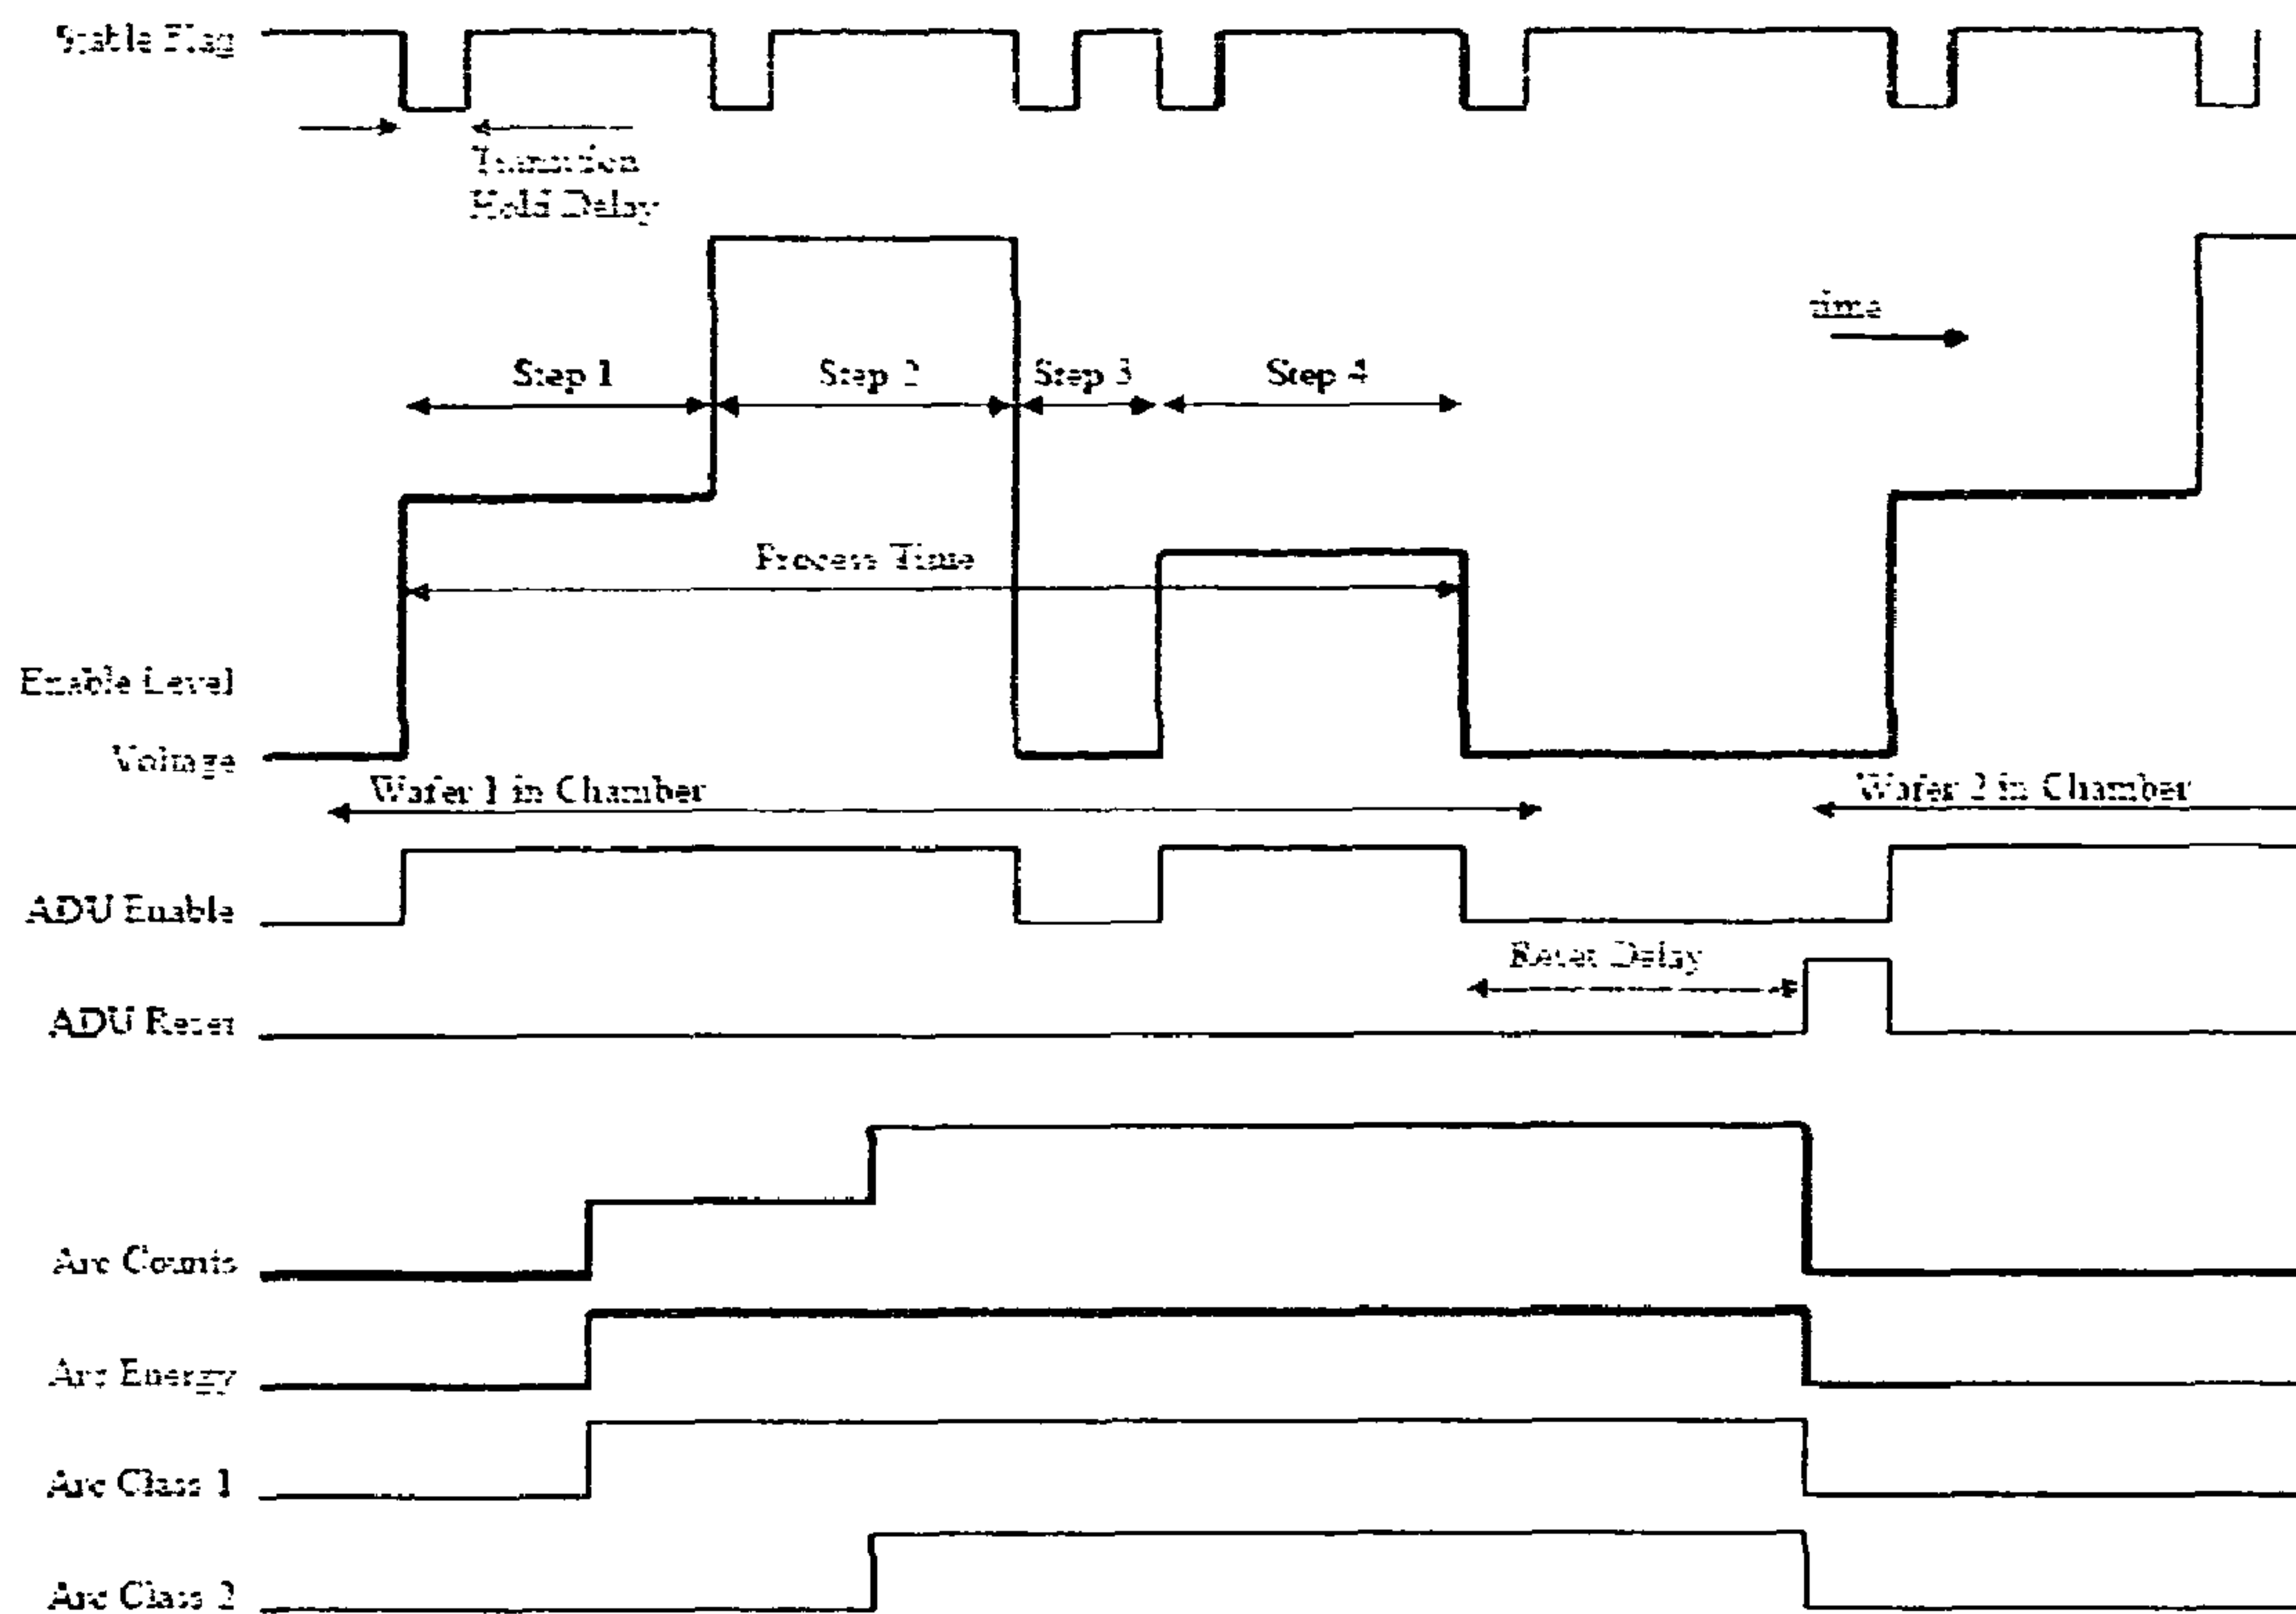 Stable Flag
Transition
Hold Delay
time
Step 1 Step 2 Step 3 Step 4
Process Time
Enable Level
Voltage
Wafer 1 in Chamber
Wafer 2 in Chamber
ADU Enable
Reset Delay
ADU Reset
Arc Counts
Arc Energy
Arc Class 1
Arc Class 2